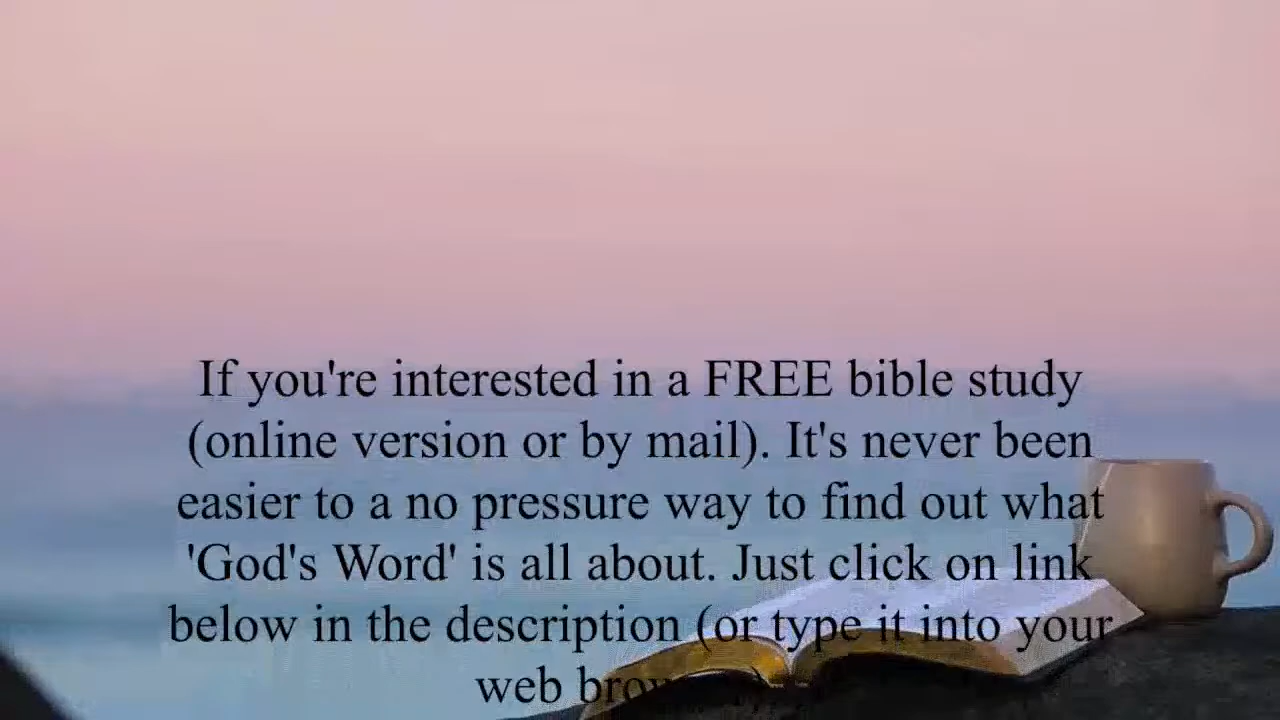 If you're interested in a FREE bible study
(online version or by mail). It's never been
easier to a no pressure way to find out what
'God's Word' is all about. Just click on link
below in the description (or type it into your
web